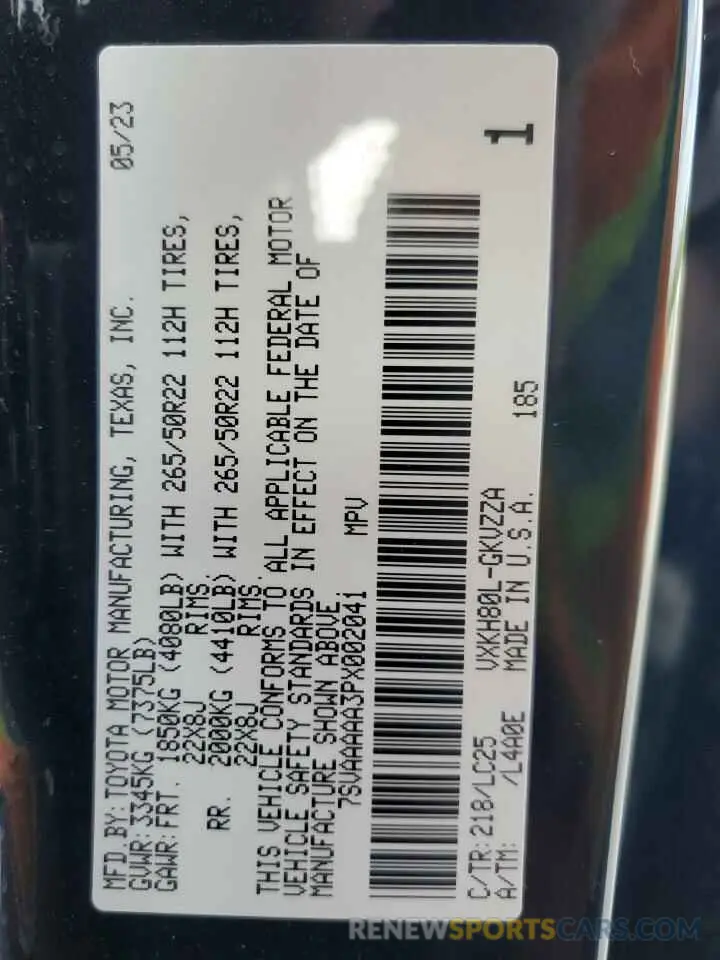 MFD.BY: TOYOTA MOTOR MANUFACTURING, TEXAS, INC. 05/23
GVWR: 3345KG (7375LB)
GAWR: FRT. 1850KG (4080LB) WITH 265/50R22 112H TIRES,
22X8J RIMS.
RR. 2000KG (4410LB) WITH 265/50R22 112H TIRES,
22X8J RIMS.
THIS VEHICLE CONFORMS TO ALL APPLICABLE FEDERAL MOTOR
VEHICLE SAFETY STANDARDS IN EFFECT ON THE DATE OF
MANUFACTURE SHOWN ABOVE.
7SVAAAAA3PX002041 MPV
1
C/TR: 218/LC25 VXKH80L-GKVZZA
A/TM: /L4A0E MADE IN U.S.A. 185
RENEWSPORTSCARS.COM